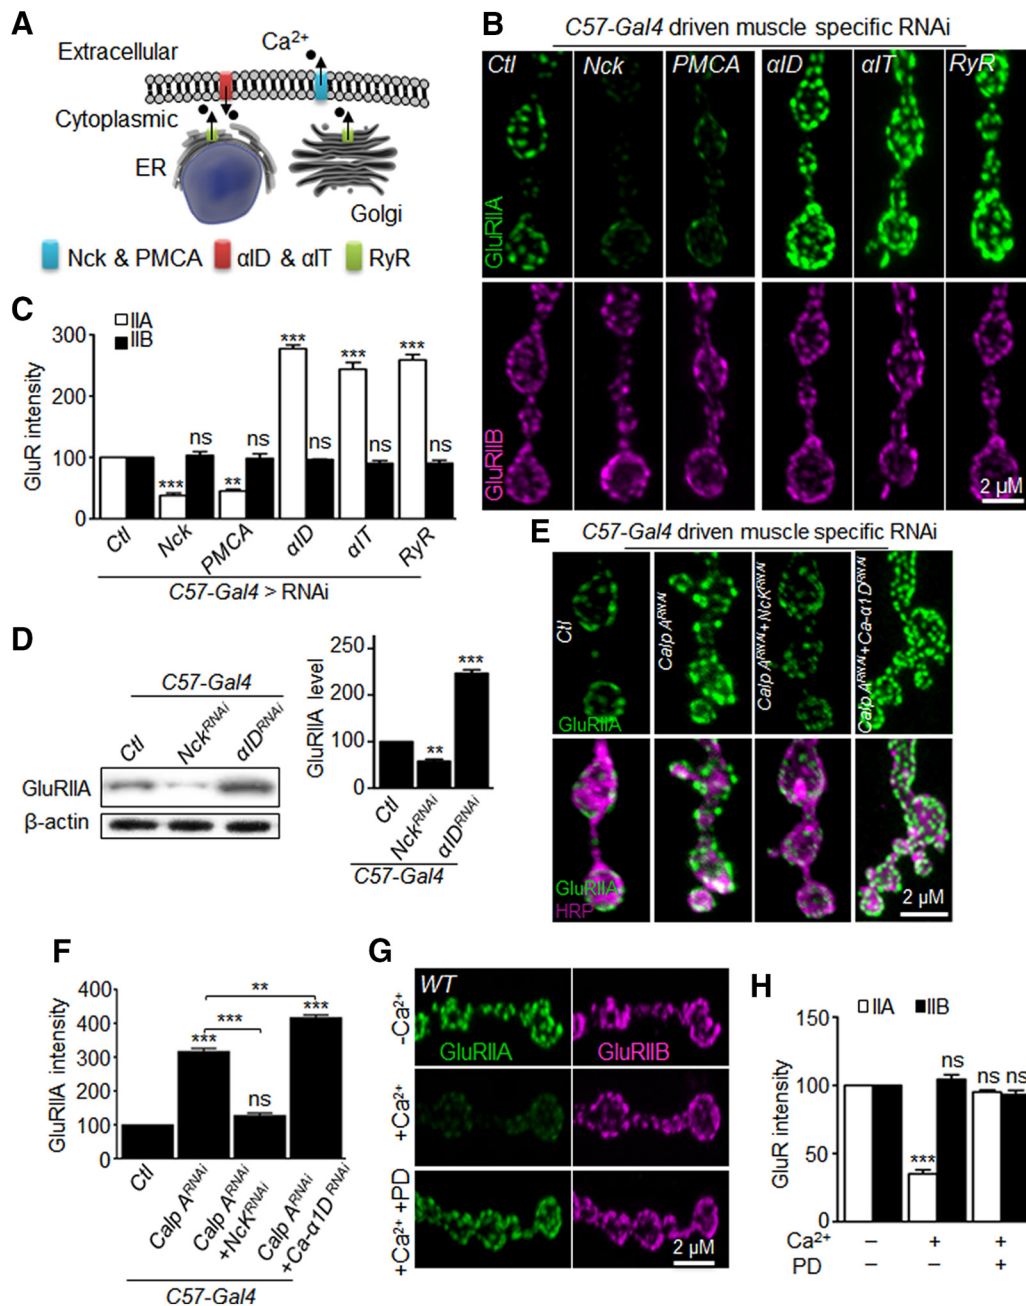 A
Extracellular
Ca²⁺
Cytoplasmic
ER
Golgi
Nck & PMCA
αID & αIT
RyR
B
C57-Gal4 driven muscle specific RNAi
Ctl
Nck
PMCA
αID
αIT
RyR
GluRIIA
GluRIIB
2 µM
C
IIA
IIB
GluR intensity
300
200
100
0
***
ns
**
ns
***
ns
***
ns
***
ns
Ctl
Nck
PMCA
αID
αIT
RyR
C57-Gal4 > RNAi
D
C57-Gal4
Ctl
Nckᴿᴺᴬⁱ
αIDᴿᴺᴬⁱ
GluRIIA
β-actin
GluRIIA level
250
200
100
0
**
***
Ctl
Nckᴿᴺᴬⁱ
αIDᴿᴺᴬⁱ
C57-Gal4
E
C57-Gal4 driven muscle specific RNAi
Ctl
Calp Aᴿᴺᴬⁱ
Calp Aᴿᴺᴬⁱ+NcKᴿᴺᴬⁱ
Calp Aᴿᴺᴬⁱ+Ca-α1Dᴿᴺᴬⁱ
GluRIIA
GluRIIA
HRP
2 µM
F
GluRIIA intensity
400
300
200
100
0
**
***
***
ns
***
Ctl
Calp Aᴿᴺᴬⁱ
Calp Aᴿᴺᴬⁱ
+NcKᴿᴺᴬⁱ
Calp Aᴿᴺᴬⁱ
+Ca-α1Dᴿᴺᴬⁱ
C57-Gal4
G
WT
-Ca²⁺
GluRIIA
GluRIIB
+Ca²⁺
+Ca²⁺ +PD
2 µM
H
IIA
IIB
GluR intensity
150
100
50
0
***
ns
ns
ns
Ca²⁺ – + +
PD – – +